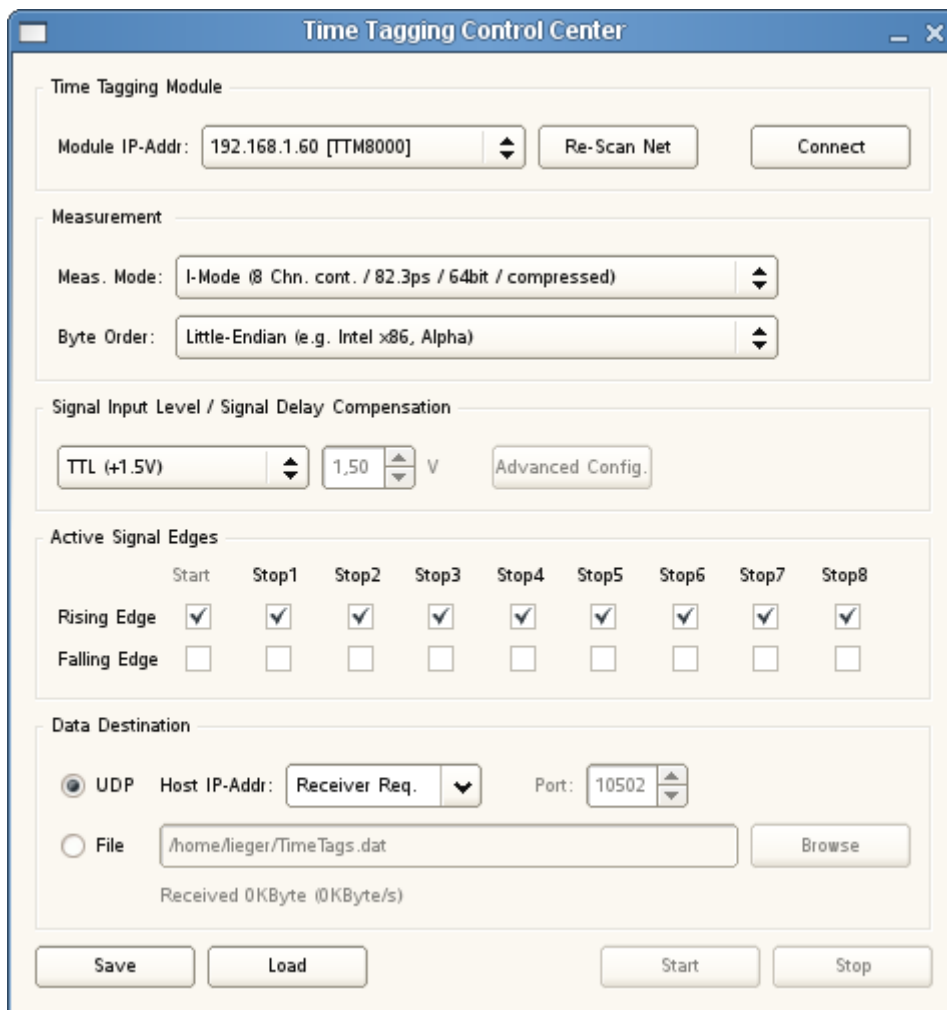 Time Tagging Control Center
Time Tagging Module
Module IP-Addr: 192.168.1.60 [TTM8000] Re-Scan Net Connect
Measurement
Meas. Mode: I-Mode (8 Chn. cont. / 82.3ps / 64bit / compressed)
Byte Order: Little-Endian (e.g. Intel x86, Alpha)
Signal Input Level / Signal Delay Compensation
TTL (+1.5V) 1,50 V Advanced Config.
Active Signal Edges
Start Stop1 Stop2 Stop3 Stop4 Stop5 Stop6 Stop7 Stop8
Rising Edge
Falling Edge
Data Destination
UDP Host IP-Addr: Receiver Req. Port: 10502
File /home/lieger/TimeTags.dat Browse
Received 0KByte (0KByte/s)
Save Load Start Stop